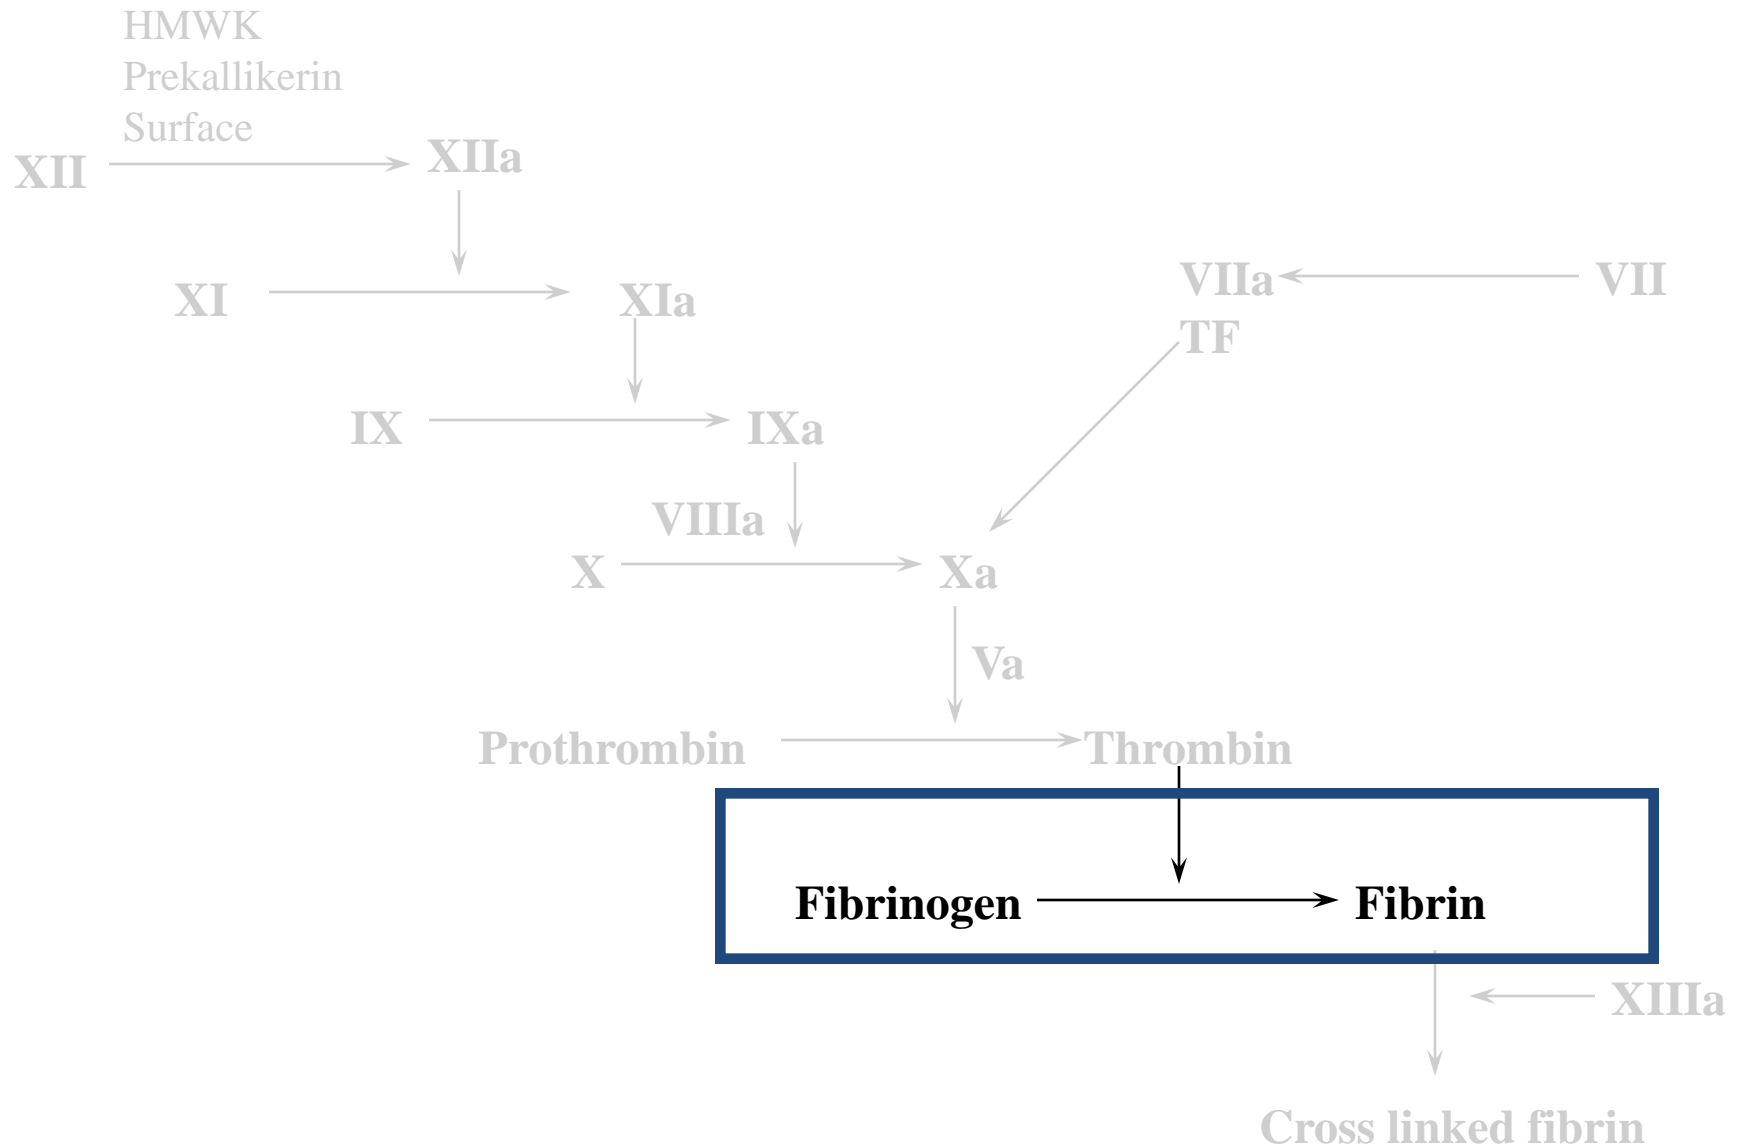 HMWK
Prekallikerin
Surface
XII
XIIa
XI
XIa
VIIa
VII
TF
IX
IXa
VIIIa
X
Xa
Va
Prothrombin
Thrombin
Fibrinogen
Fibrin
XIIIa
Cross linked fibrin